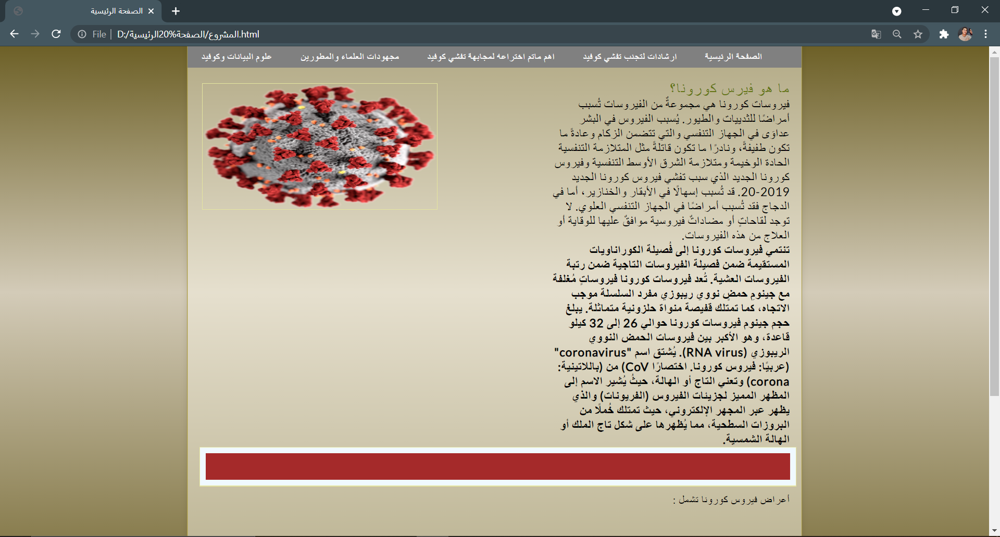 الصفحة الرئيسية
File | D:/المشروع/الصفحة%20الرئيسية.html
الصفحة الرئيسية
ارشادات لتجنب تفشي كوفيد
اهم ماتم اختراعه لمجابهة تفشي كوفيد
مجهودات العلماء والمطورين
علوم البيانات وكوفيد
ما هو فيرس كورونا؟
فيروسات كورونا هي مجموعةٌ من الفيروسات تُسبب
أمراضًا للثدييات والطيور. يُسبب الفيروس في البشر
عداوَى في الجهاز التنفسي والتي تتضمن الزكام وعادةً ما
تكون طفيفةً، ونادرًا ما تكون قاتلةً مثل المتلازمة التنفسية
الحادة الوخيمة ومتلازمة الشرق الأوسط التنفسية وفيروس
كورونا الجديد الذي سبب تفشي فيروس كورونا الجديد
2019-20. قد تُسبب إسهالًا في الأبقار والخنازير، أما في
الدجاج فقد تُسبب أمراضًا في الجهاز التنفسي العلوي. لا
توجد لقاحاتٍ أو مضاداتٌ فيروسية موافقٌ عليها للوقاية أو
العلاج من هذه الفيروسات.
تنتمي فيروسات كورونا إلى فُصيلة الكوراناويات
المستقيمة ضمن فصيلة الفيروسات التاجية ضمن رتبة
الفيروسات العشية. تُعد فيروسات كورونا فيروساتٍ مُغلفة
مع جينومِ حمضٍ نووي ريبوزي مفرد السلسلة موجب
الاتجاه، كما تمتلك قفيصة منواة حلزونية متماثلة. يبلغ
حجم جينوم فيروسات كورونا حوالي 26 إلى 32 كيلو
قاعدة، وهو الأكبر بين فيروسات الحمض النووي
الريبوزي (RNA virus). يُشتق اسم "coronavirus"
(عربيًا: فيروس كورونا. اختصارًا CoV) من (باللاتينية:
corona) وتعني التاج أو الهالة، حيثُ يُشير الاسم إلى
المظهر المميز لجزيئات الفيروس (الفريونات) والذي
يظهر عبر المجهر الإلكتروني، حيث تمتلك خُملًا من
البروزات السطحية، مما يُظهرها على شكل تاج الملك أو
الهالة الشمسية.
أعراض فيروس كورونا تشمل :